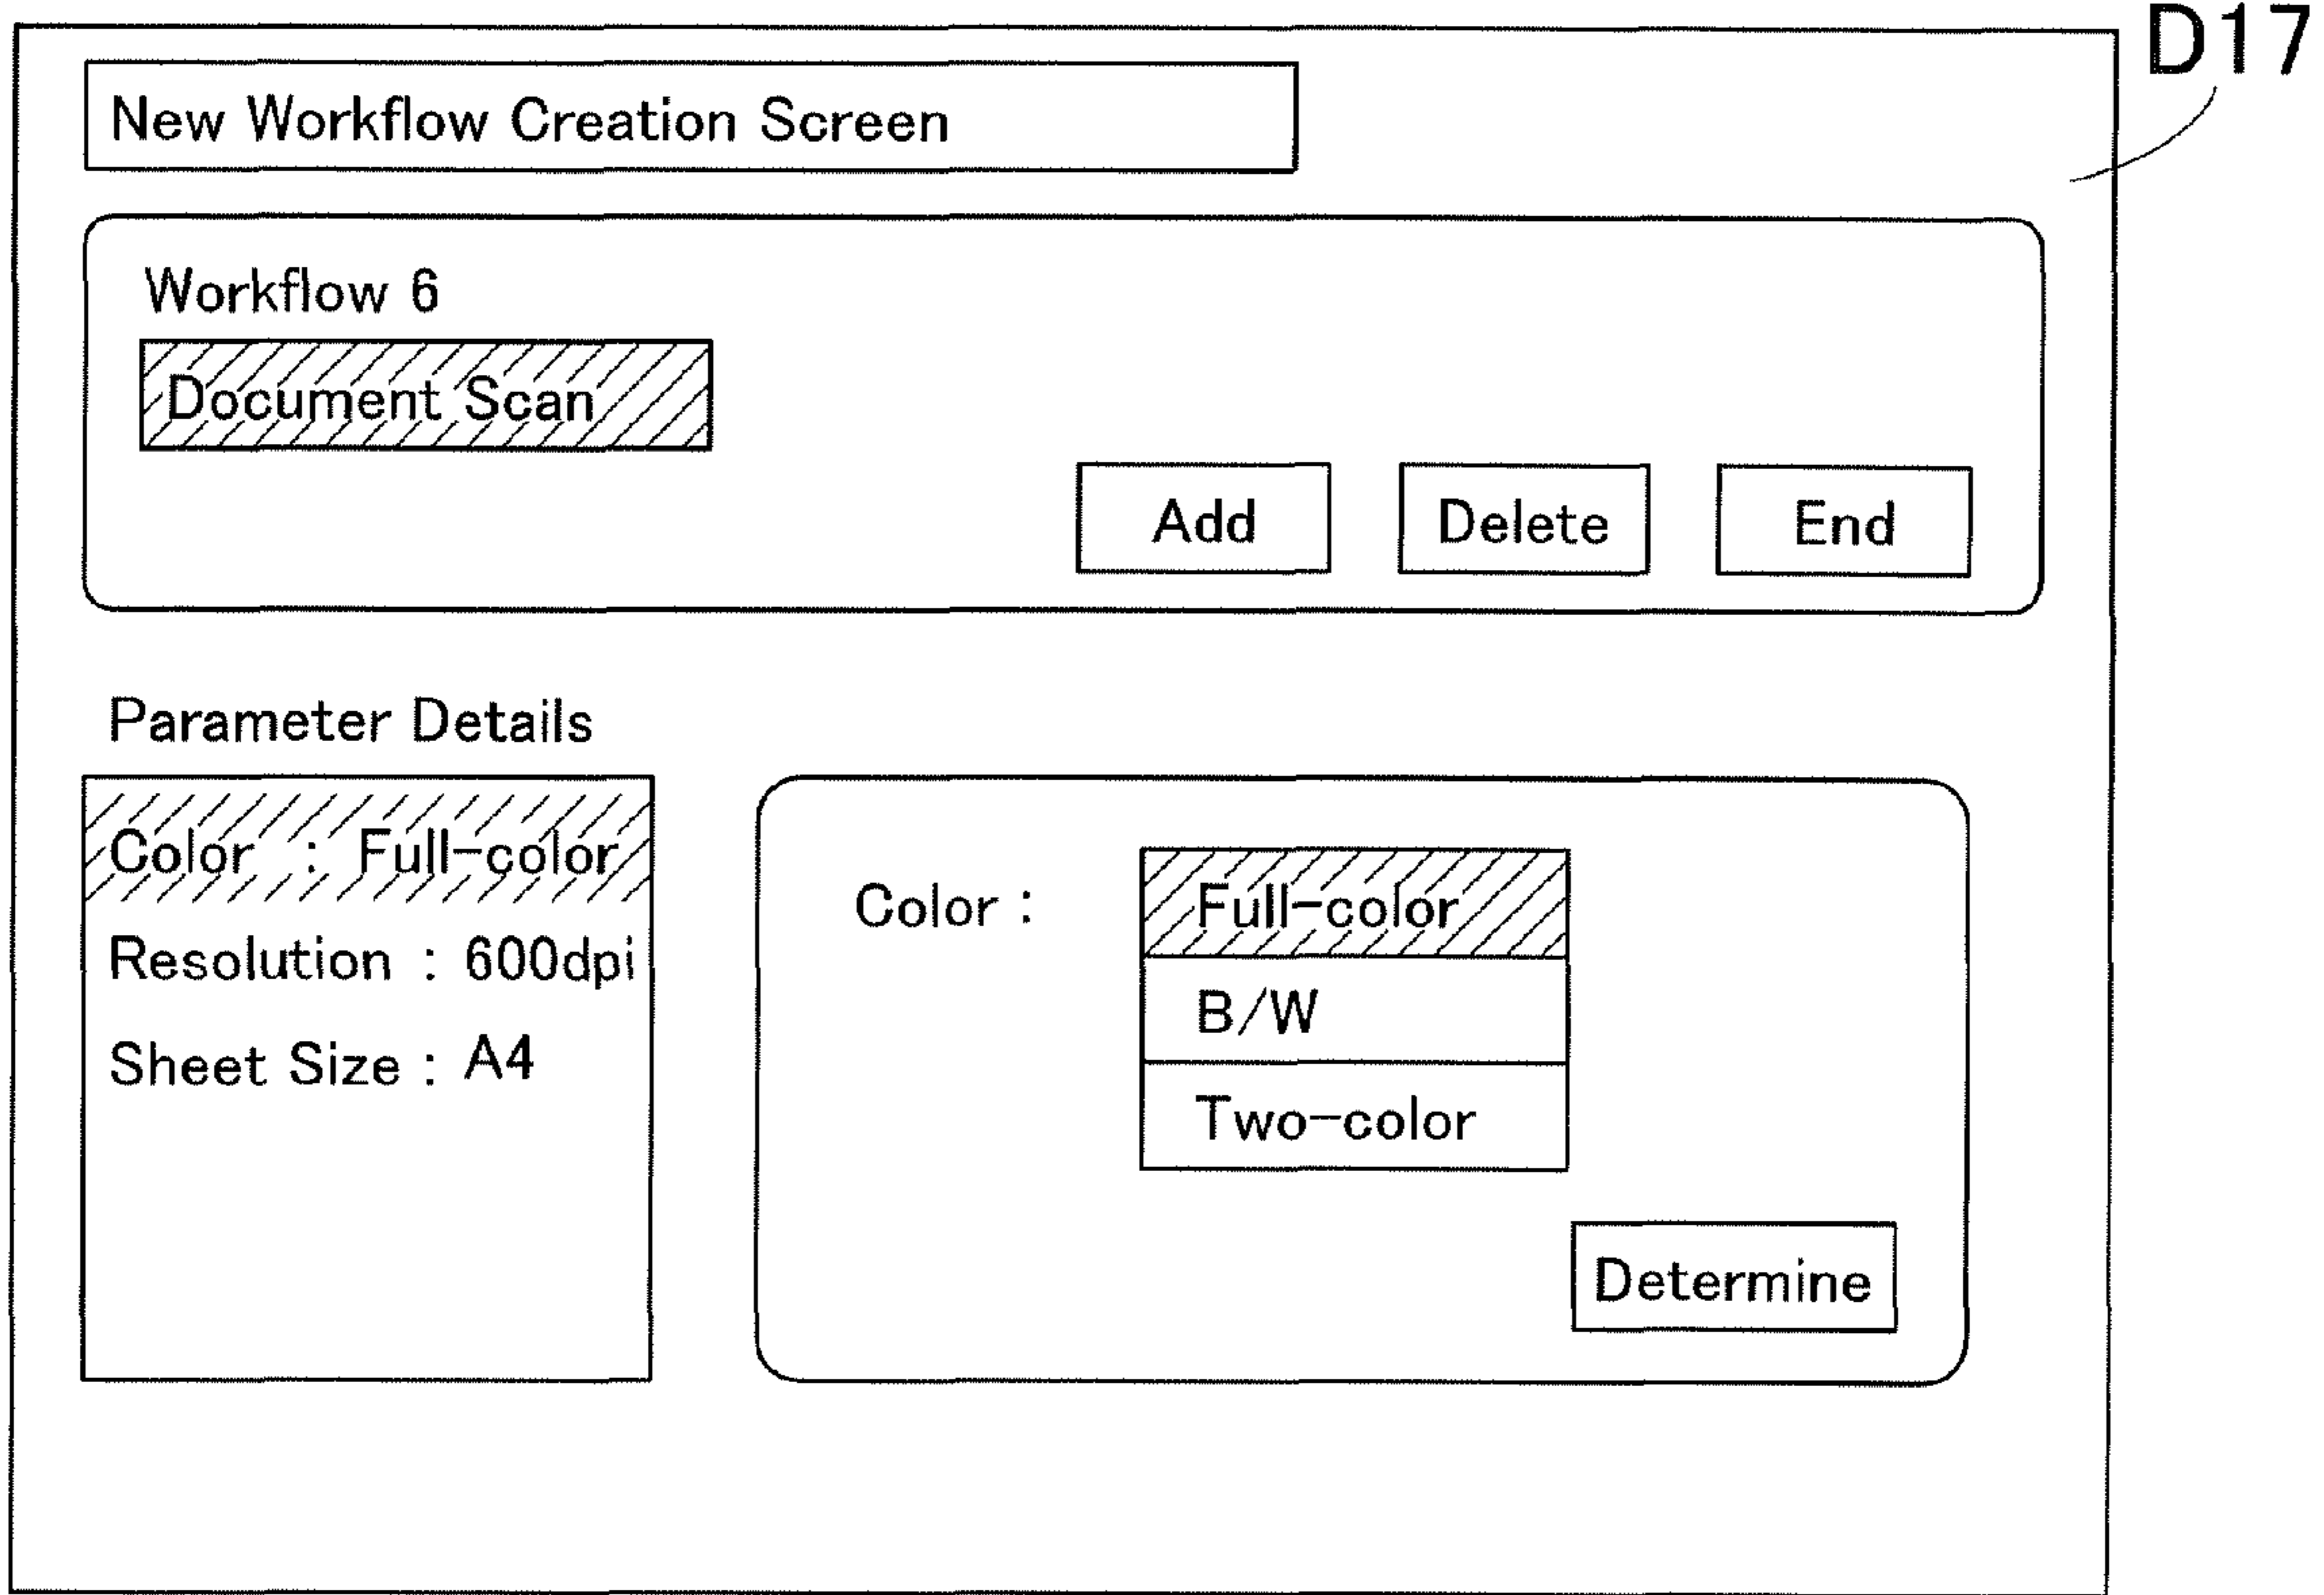 D17
New Workflow Creation Screen
Workflow 6
Document Scan
Add Delete End
Parameter Details
Color : Full-color
Resolution : 600dpi
Sheet Size : A4
Color :
Full-color
B/W
Two-color
Determine